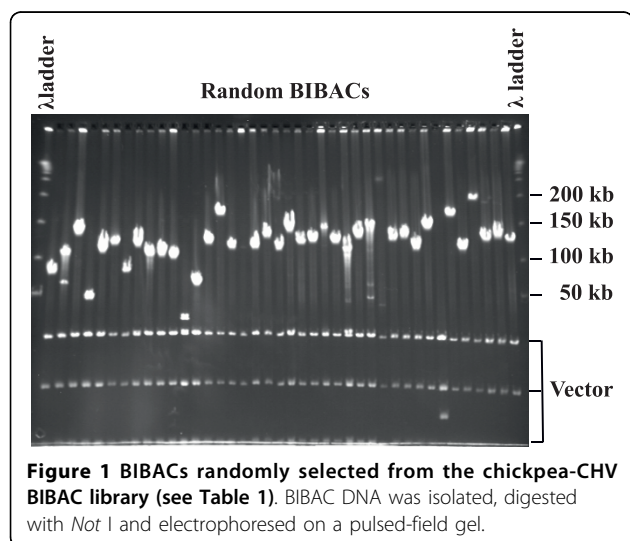 λ ladder
Random BIBACs
λ ladder
200 kb
150 kb
100 kb
50 kb
Vector
Figure 1 BIBACs randomly selected from the chickpea-CHV
BIBAC library (see Table 1). BIBAC DNA was isolated, digested
with Not I and electrophoresed on a pulsed-field gel.